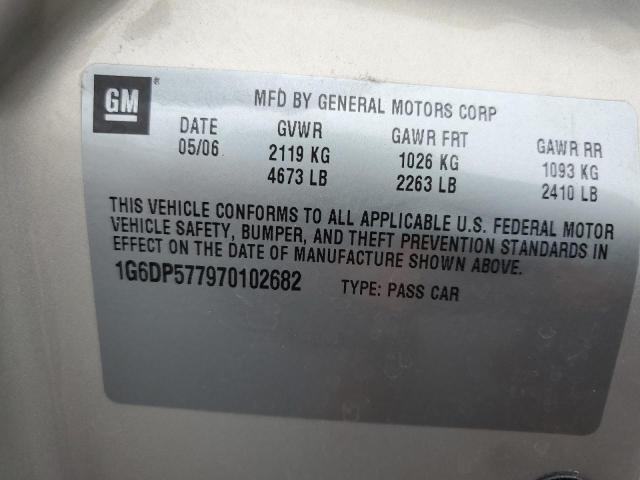 GM ®
MFD BY GENERAL MOTORS CORP
DATE GVWR GAWR FRT GAWR RR
05/06 2119 KG 1026 KG 1093 KG
4673 LB 2263 LB 2410 LB
THIS VEHICLE CONFORMS TO ALL APPLICABLE U.S. FEDERAL MOTOR
VEHICLE SAFETY, BUMPER, AND THEFT PREVENTION STANDARDS IN
EFFECT ON THE DATE OF MANUFACTURE SHOWN ABOVE.
1G6DP577970102682 TYPE: PASS CAR